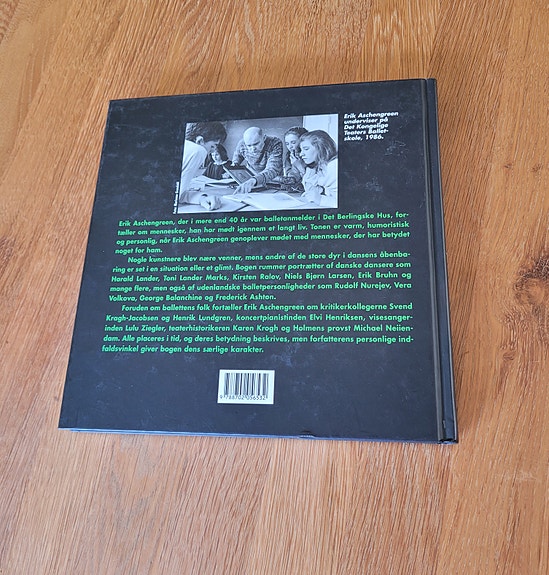 Erik Aschengreen
underviser på
Det Kongelige
Teaters Ballet-
skole, 1986.
Erik Aschengreen, der i mere end 40 år var balletanmelder i Det Berlingske Hus, for-
tæller om mennesker, han har mødt igennem et langt liv. Tonen er varm, humoristisk
og personlig, når Erik Aschengreen genoplever mødet med mennesker, der har betydet
noget for ham.
Nogle kunstnere blev nære venner, mens andre af de store dyr i dansens åbenba-
ring er set i en situation eller et glimt. Bogen rummer portrætter af danske dansere som
Harald Lander, Toni Lander Marks, Kirsten Ralov, Niels Bjørn Larsen, Erik Bruhn og
mange flere, men også af udenlandske balletpersonligheder som Rudolf Nurejev, Vera
Volkova, George Balanchine og Frederick Ashton.
Foruden om ballettens folk fortæller Erik Aschengreen om kritikerkollegerne Svend
Kragh-Jacobsen og Henrik Lundgren, koncertpianistinden Elvi Henriksen, visesanger-
inden Lulu Ziegler, teaterhistorikeren Karen Krogh og Holmens provst Michael Neiien-
dam. Alle placeres i tid, og deres betydning beskrives, men forfatterens personlige ind-
faldsvinkel giver bogen dens særlige karakter.
9 788702 056532